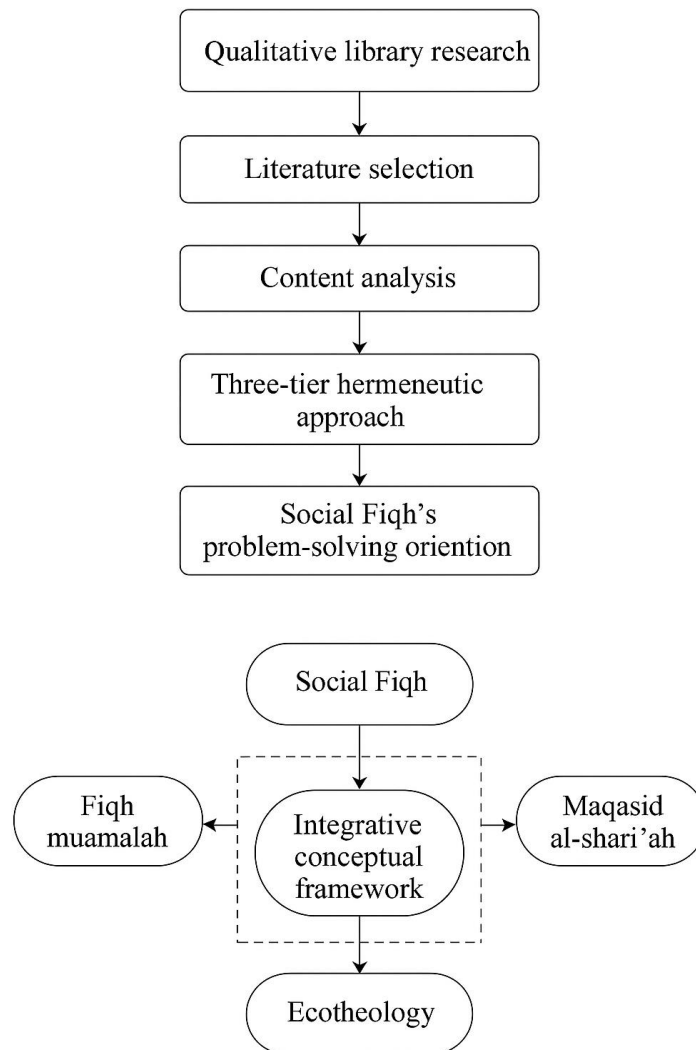 Qualitative library research
Literature selection
Content analysis
Three-tier hermeneutic
approach
Social Fiqh's
problem-solving oriention
Social Fiqh
Fiqh
muamalah
Integrative
conceptual
framework
Maqasid
al-shari'ah
Ecotheology